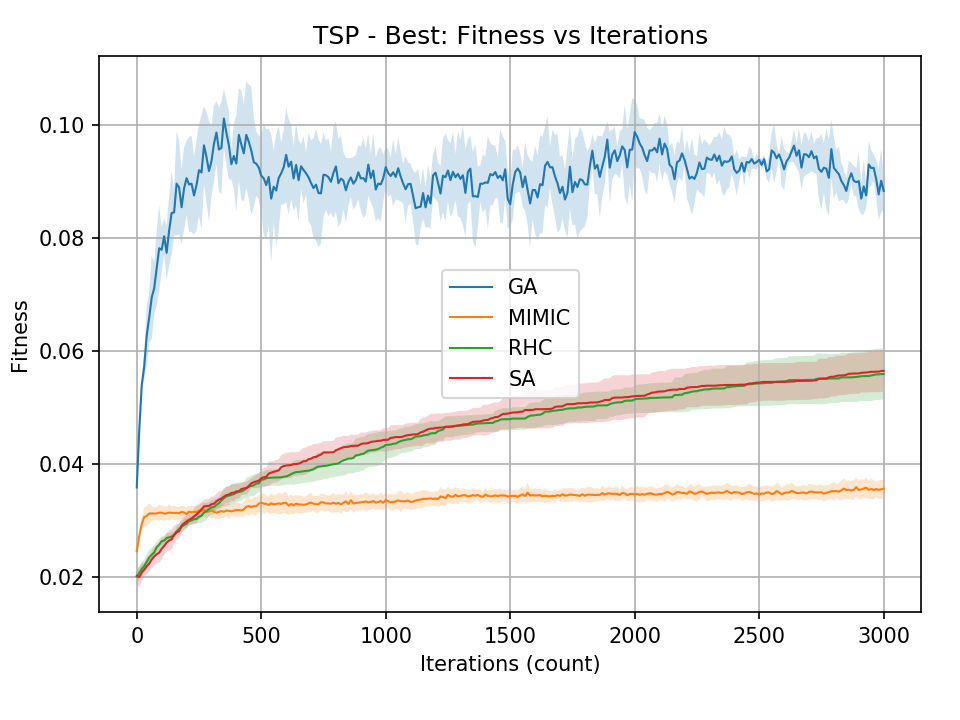 TSP - Best: Fitness vs Iterations
0.10
0.08
0.06
0.04
0.02
Fitness
GA
MIMIC
RHC
SA
0
500
1000
1500
2000
2500
3000
Iterations (count)